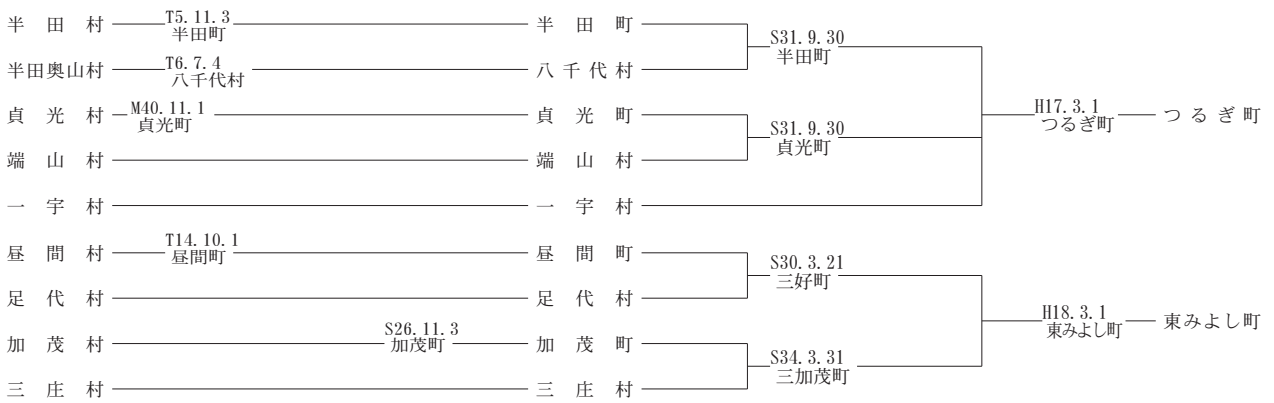 半田村 T5.11.3 半田町 半田町
S31.9.30 半田町
半田奥山村 T6.7.4 八千代村 八千代村
貞光村 M40.11.1 貞光町 貞光町
H17.3.1 つるぎ町 つるぎ町
S31.9.30 貞光町
端山村 端山村
一宇村 一宇村
昼間村 T14.10.1 昼間町 昼間町
S30.3.21 三好町
足代村 足代村
H18.3.1 東みよし町 東みよし町
加茂村 S26.11.3 加茂町 加茂町
S34.3.31 三加茂町
三庄村 三庄村